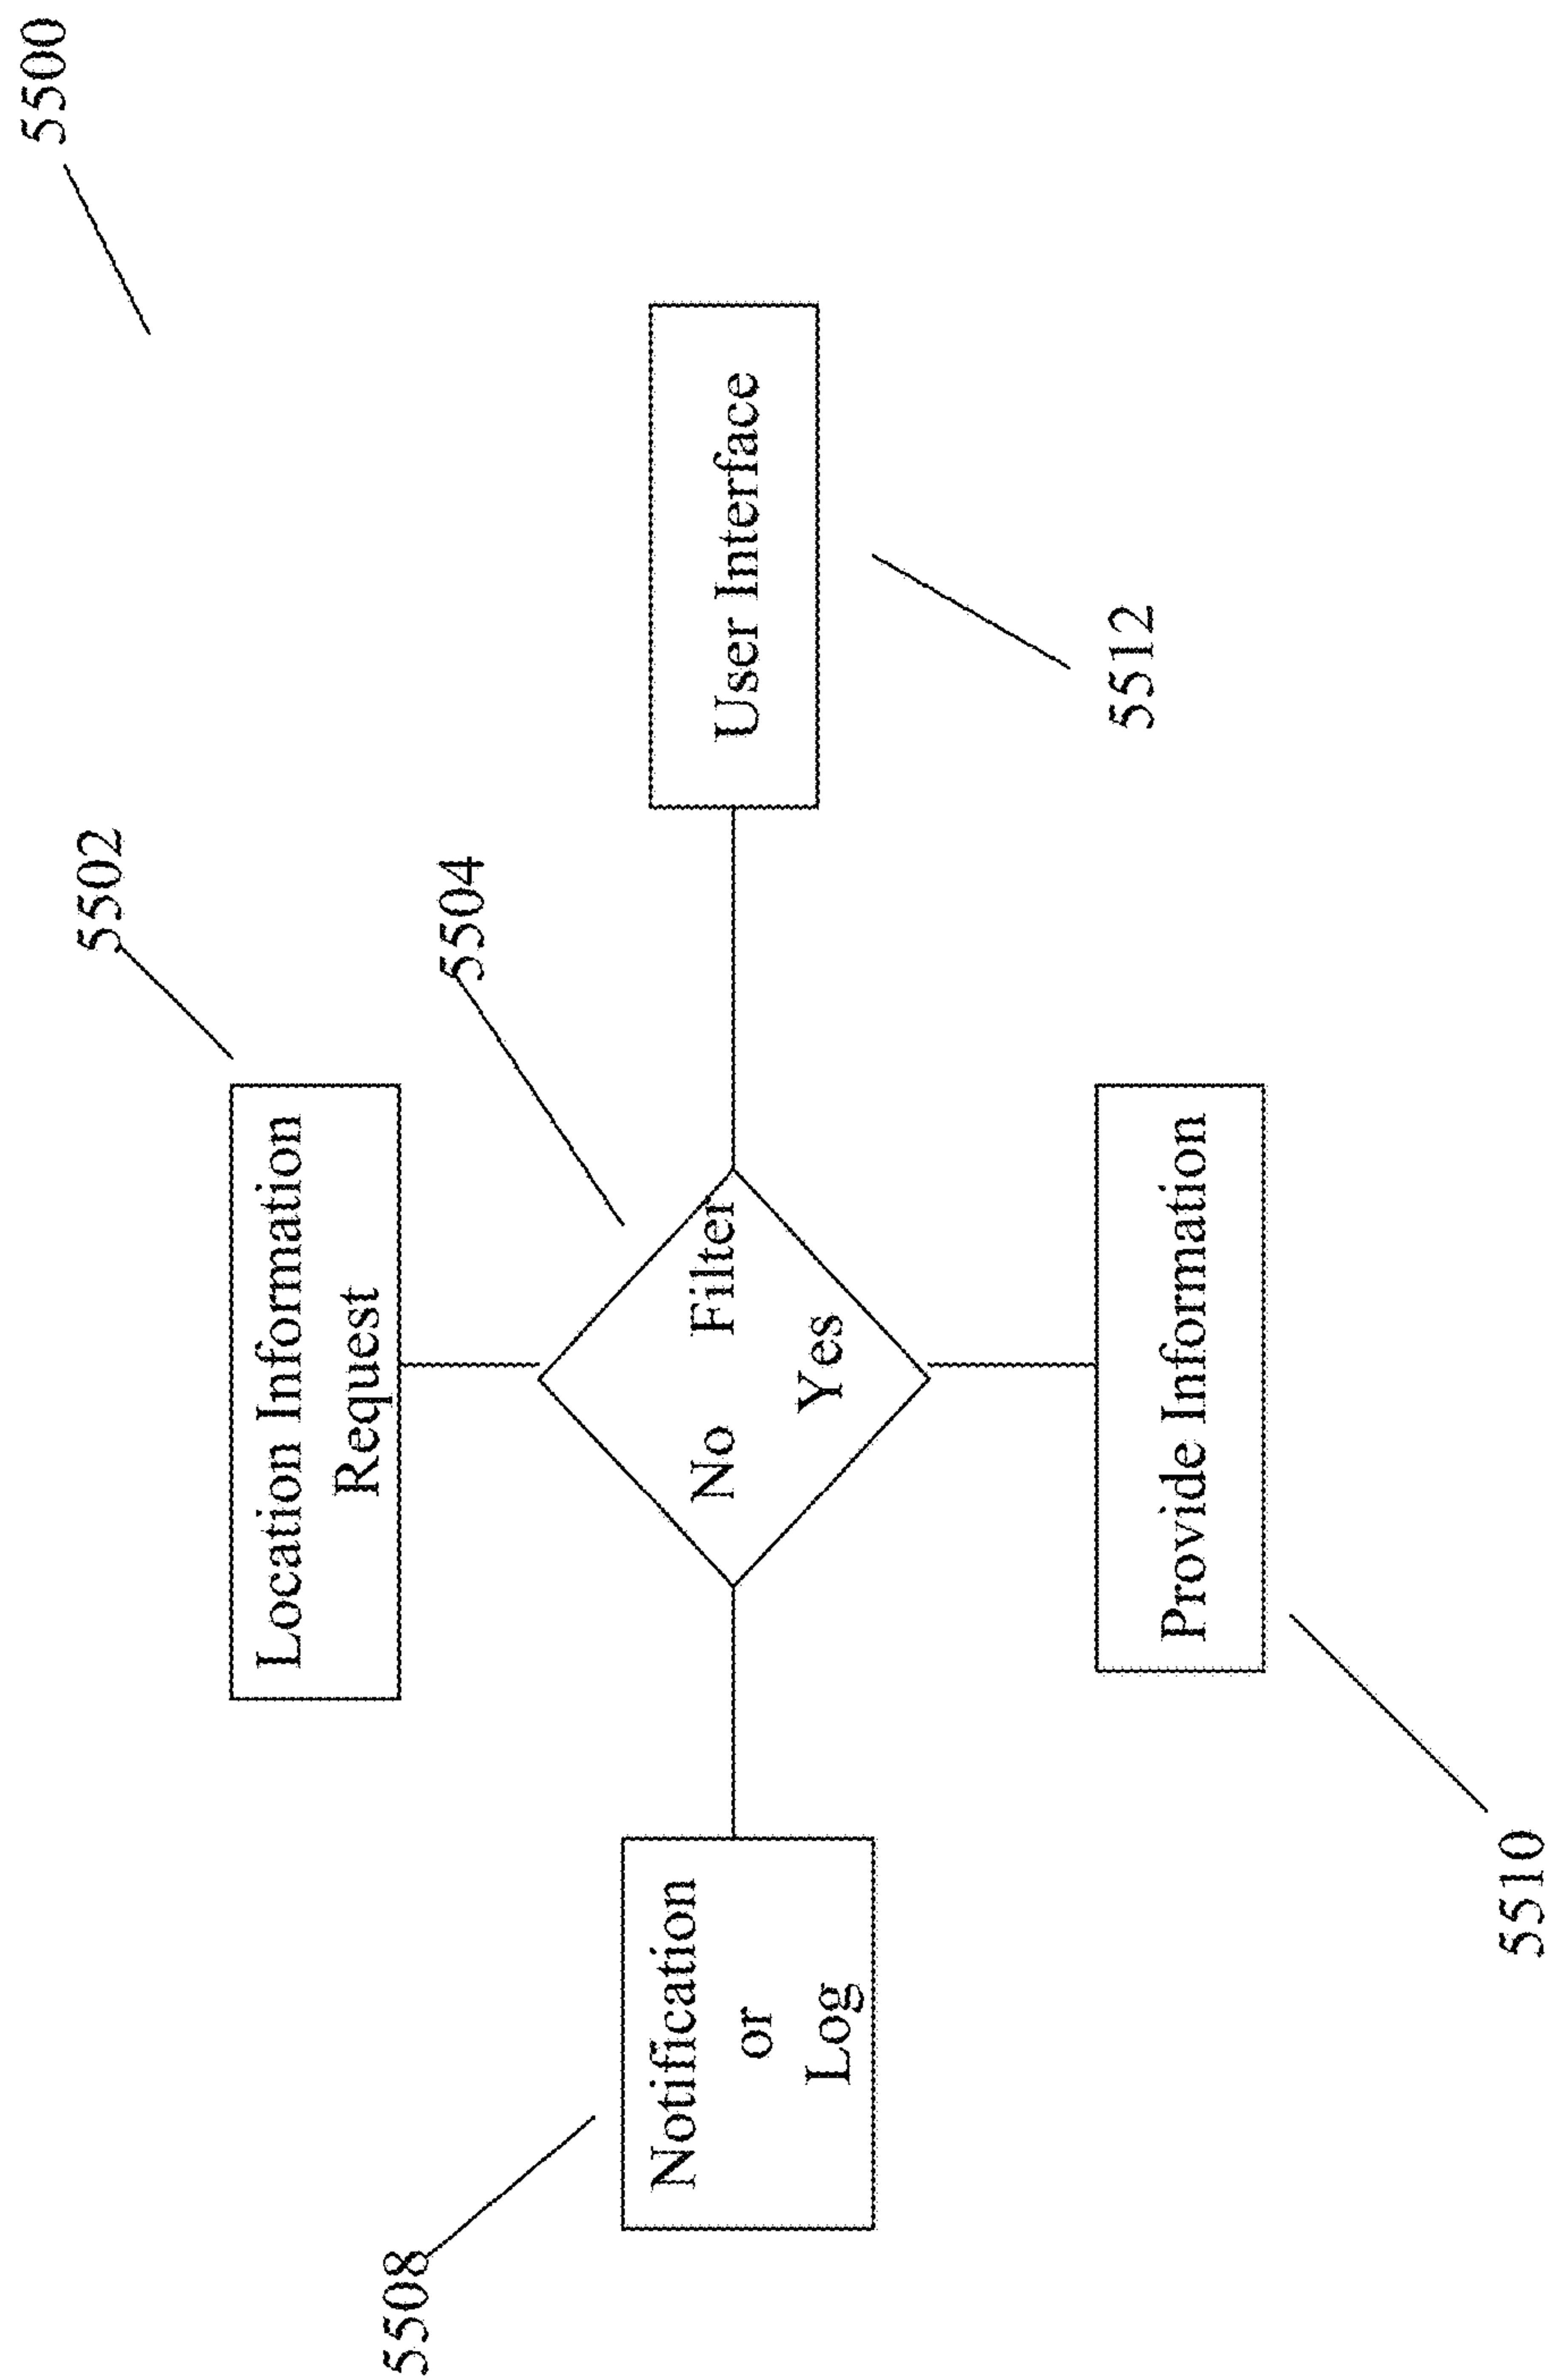 5500
5502
Location Information
Request
5504
5508
Notification
or
Log
No
Filter
Yes
User Interface
5512
Provide Information
5510